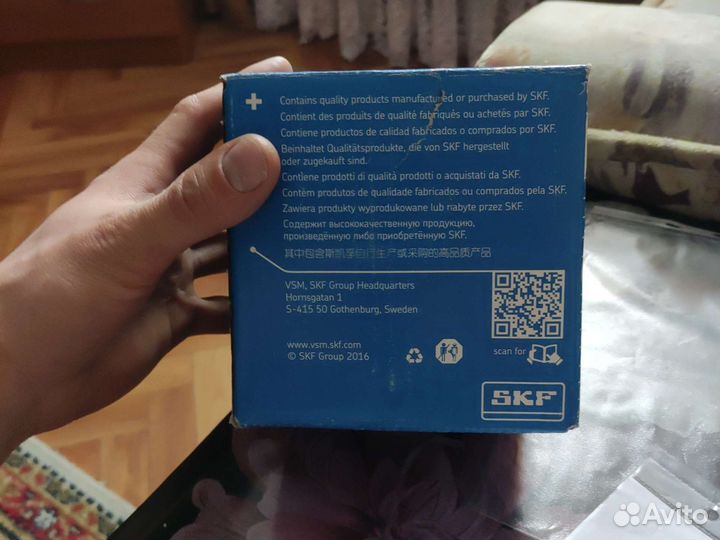 Contains quality products manufactured or purchased by SKF.
Contient des produits de qualité fabriqués ou achetés par SKF.
Contiene productos de calidad fabricados o comprados por SKF.
Beinhaltet Qualitätsprodukte, die von SKF hergestellt
oder zugekauft sind.
Contiene prodotti di qualità prodotti o acquistati da SKF.
Contém produtos de qualidade fabricados ou comprados pela SKF.
Zawiera produkty wyprodukowane lub nabyte przez SKF.
Содержит высококачественную продукцию,
произведённую либо приобретённую SKF.
其中包含斯凯孚自行生产或采购的高品质产品
VSM, SKF Group Headquarters
Hornsgatan 1
S-415 50 Gothenburg, Sweden
www.vsm.skf.com
© SKF Group 2016
scan for
SKF
Avito